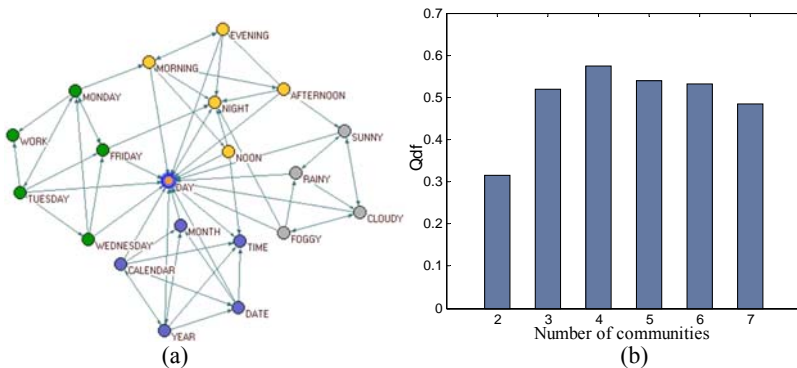 EVENING
MORNING
MONDAY
AFTERNOON
NIGHT
WORK
SUNNY
FRIDAY
NOON
DAY
RAINY
TUESDAY
CLOUDY
MONTH
WEDNESDAY
TIME
FOGGY
CALENDAR
DATE
YEAR
(a)
0.7
0.6
0.5
0.4
0.3
0.2
0.1
0
Qdf
2 3 4 5 6 7
Number of communities
(b)